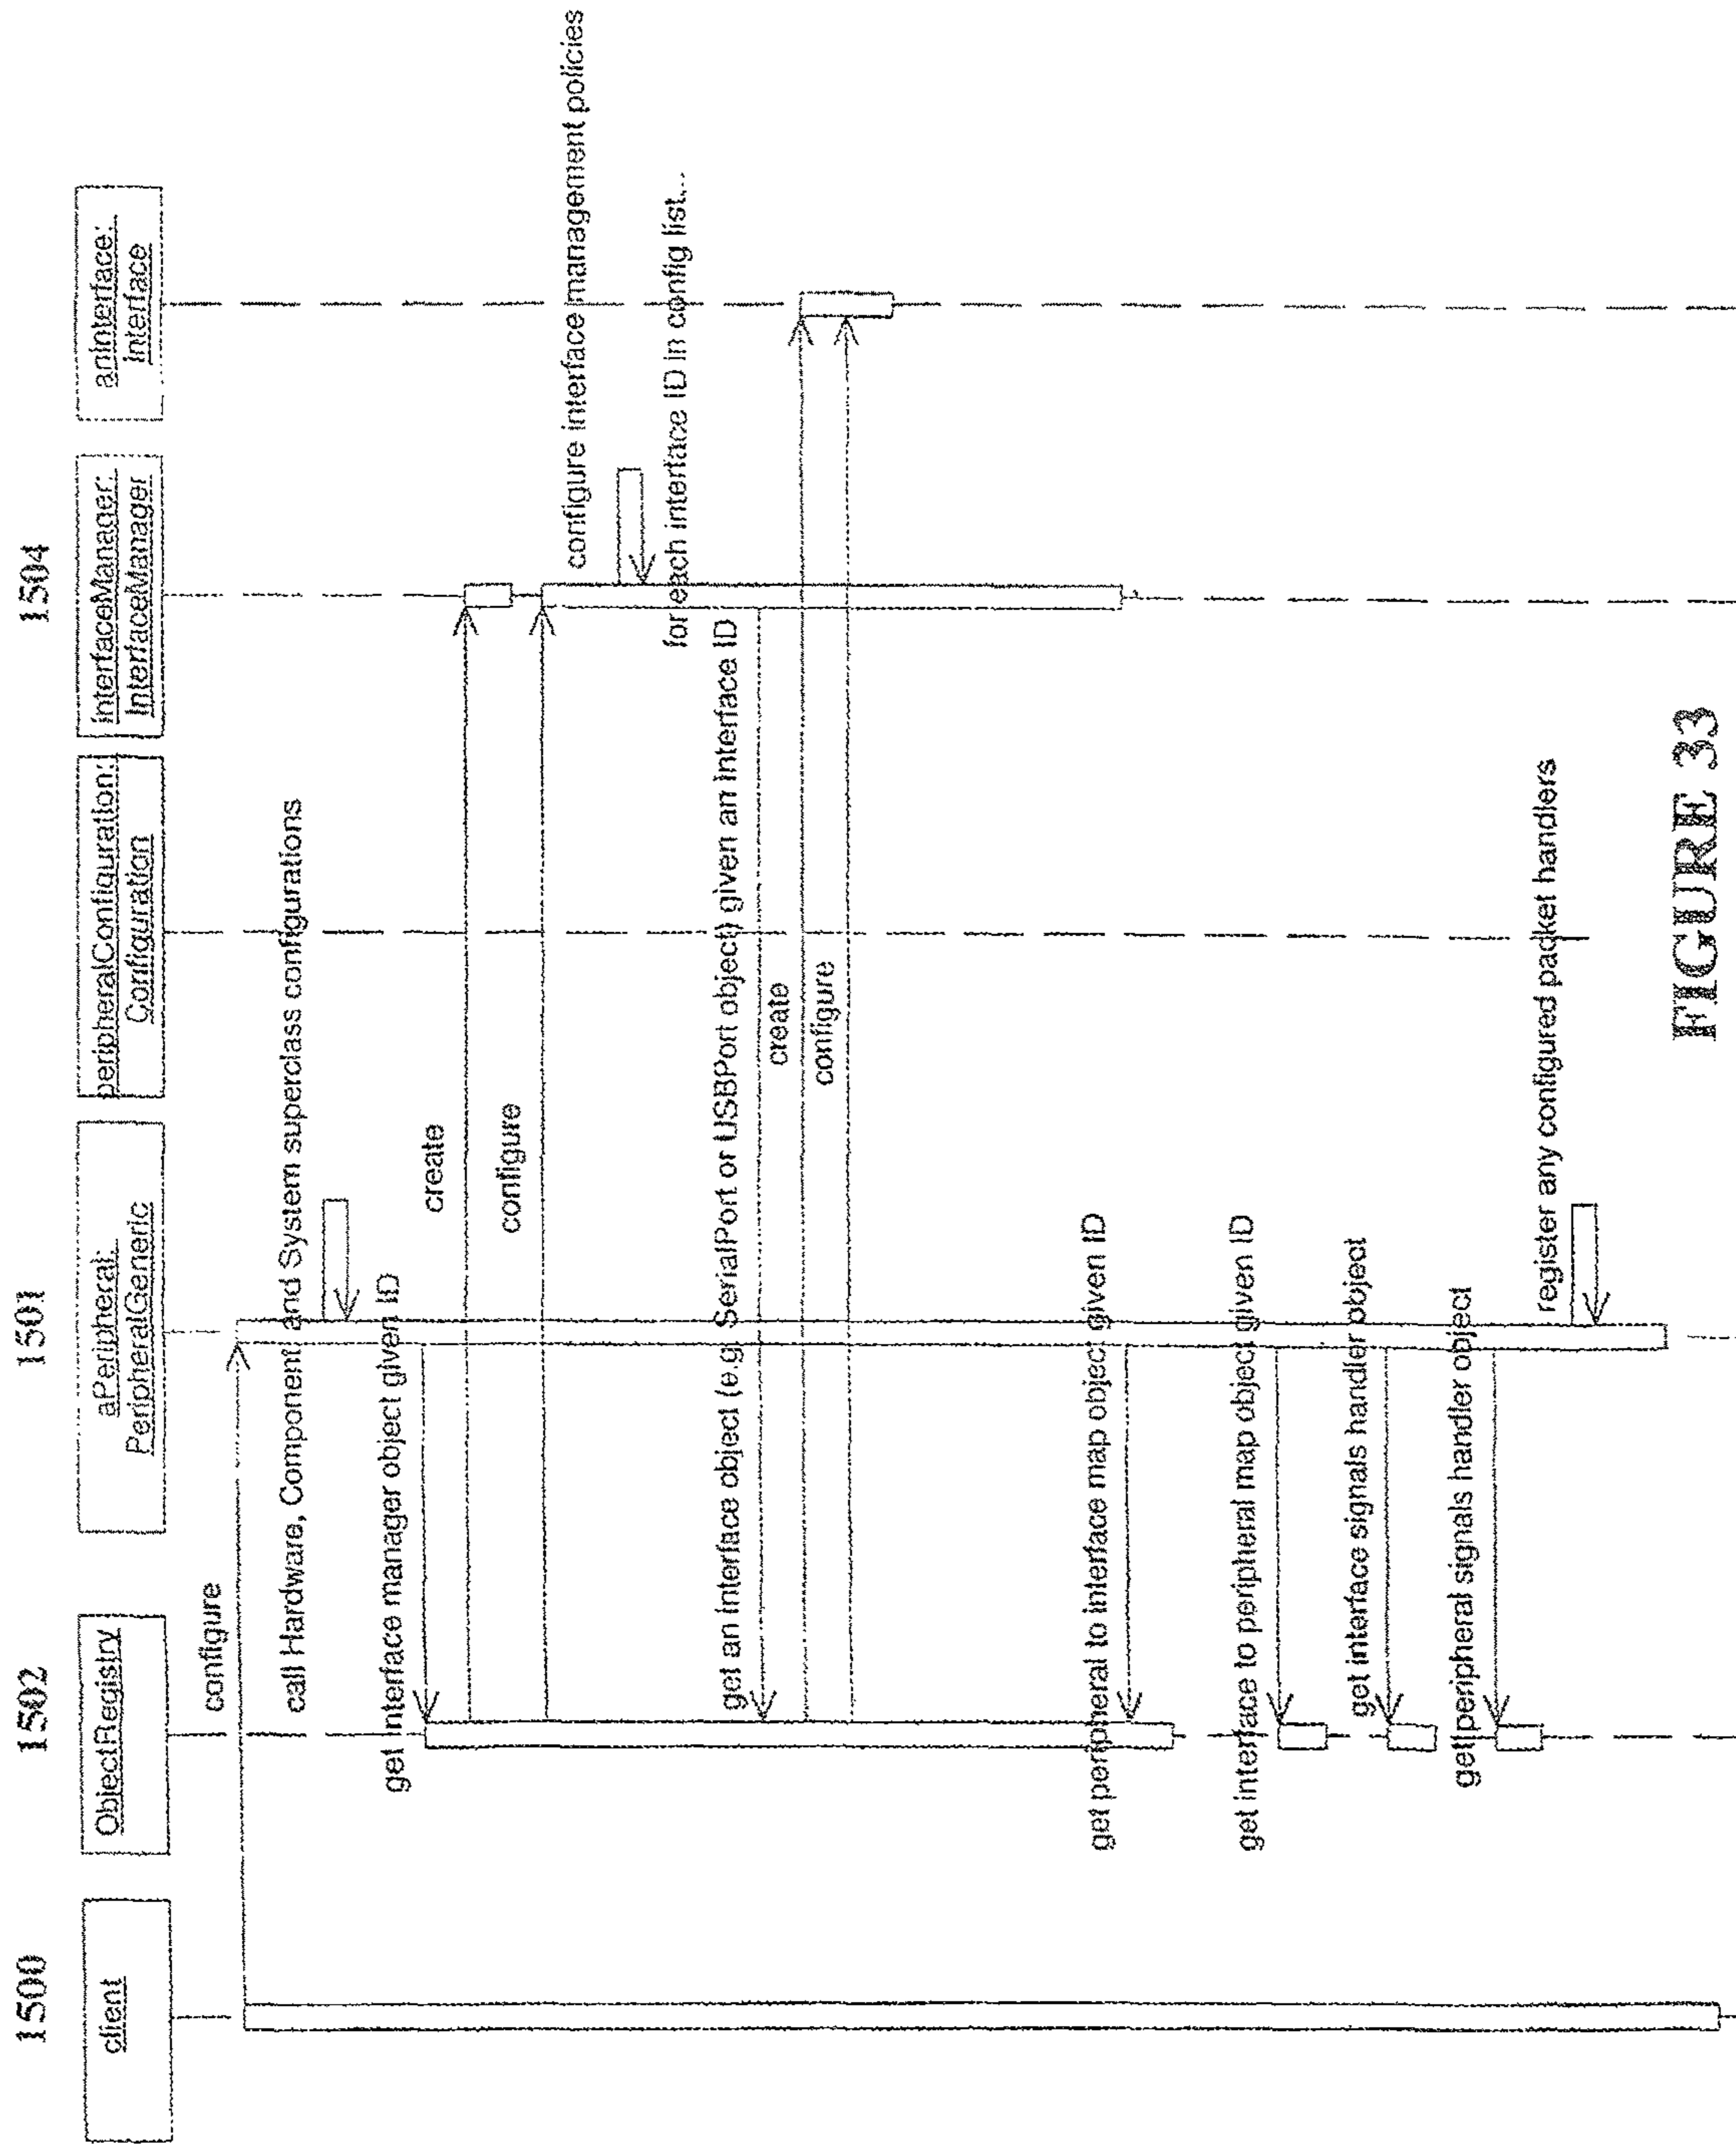 1500
1502
1501
1504
client
ObjectRegistry
aPeripheral:
PeripheralGeneric
peripheralConfiguration:
Configuration
interfaceManager:
InterfaceManager
anInterface:
Interface
configure
call Hardware, Component and System superclass configurations
get interface manager object given ID
create
configure
configure interface management policies
for each interface ID in config list...
get an Interface object (e.g. SerialPort or USBPort object) given an Interface ID
create
configure
get peripheral to interface map object given ID
get interface to peripheral map object given ID
get interface signals handler object
get peripheral signals handler object
register any configured packet handlers
FIGURE 33